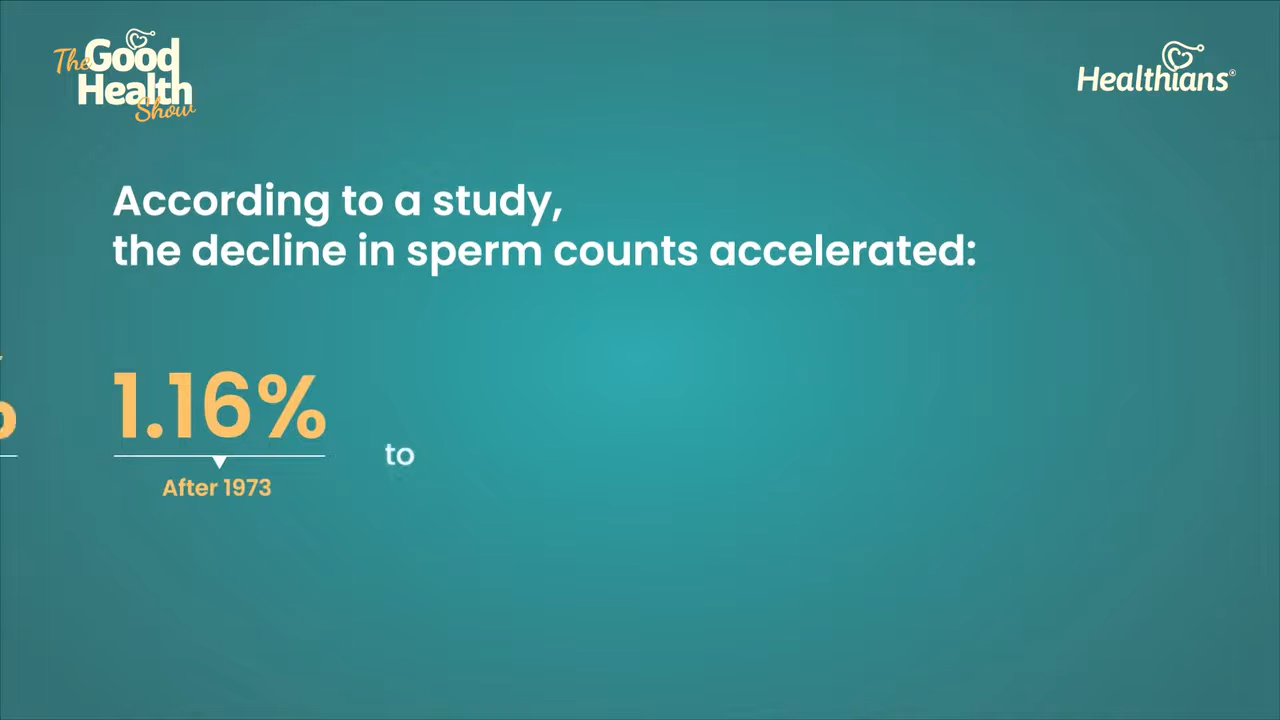 The Good
Health
Show
Healthians®
According to a study,
the decline in sperm counts accelerated:
%
1.16%
to
After 1973